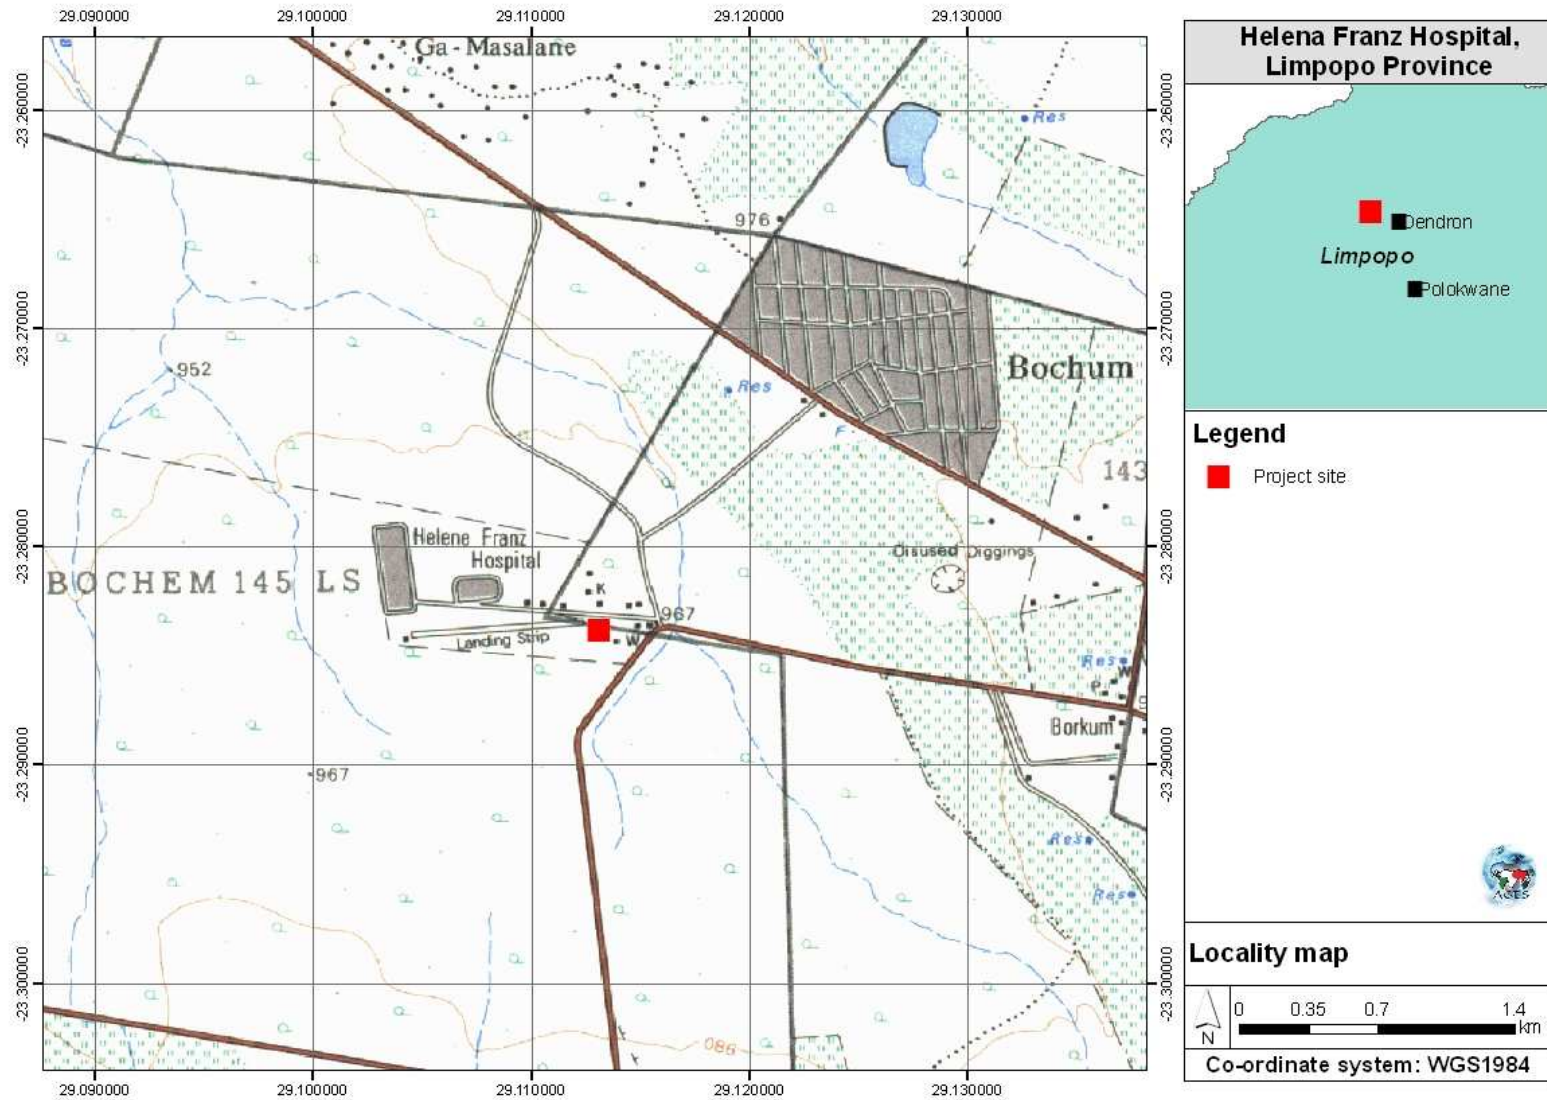 29.090000 29.100000 29.110000 29.120000 29.130000
Helena Franz Hospital,
Limpopo Province
Ga - Masalane
-23.260000
-23.260000
Res
976
Dendron
Limpopo
Polokwane
-23.270000
-23.270000
952
Res
Bochum
F
143
Legend
Project site
Helene Franz
Hospital
-23.280000
-23.280000
Disused Diggings
BOCHEM 145 LS
K
967
Landing Strip
W
Res
W
P
9
Borkum
-23.290000
-23.290000
967
Res
Res
AGES
-23.300000
-23.300000
980
Locality map
N
0 0.35 0.7 1.4
km
Co-ordinate system: WGS1984
29.090000 29.100000 29.110000 29.120000 29.130000